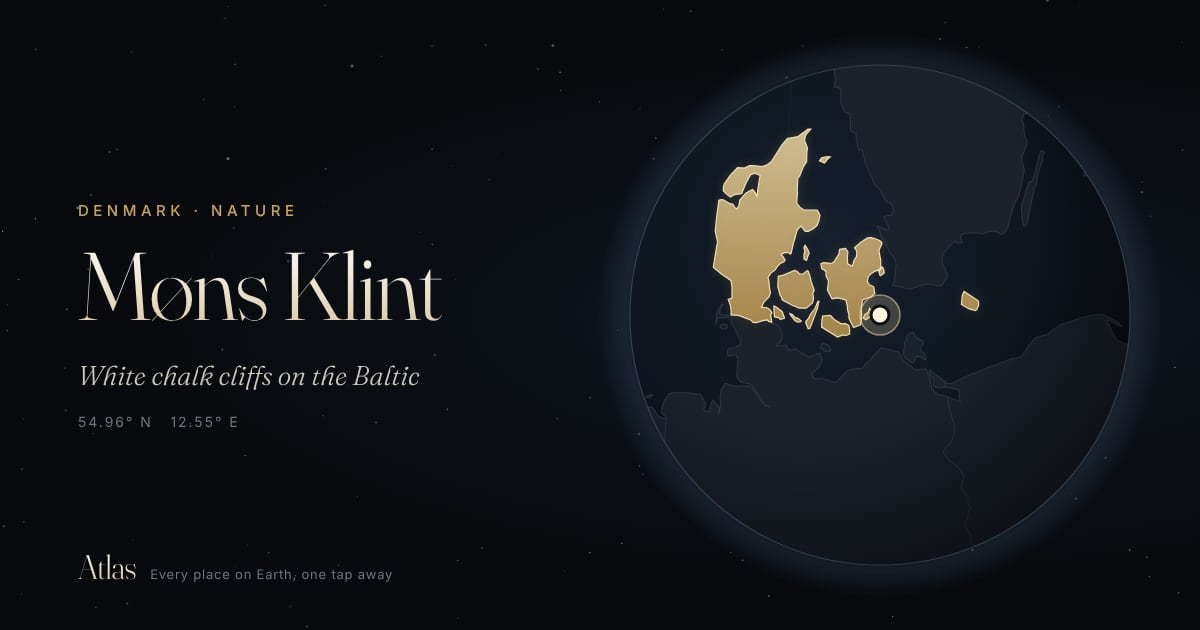 DENMARK · NATURE
Møns Klint
White chalk cliffs on the Baltic
54.96° N 12.55° E
Atlas Every place on Earth, one tap away